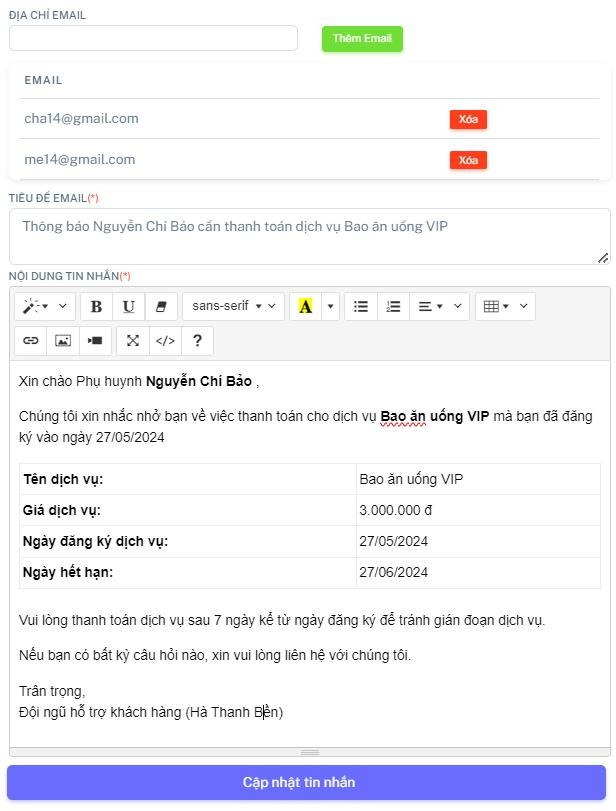 ĐỊA CHỈ EMAIL
Thêm Email
EMAIL
cha14@gmail.com
Xóa
me14@gmail.com
Xóa
TIÊU ĐỀ EMAIL(*)
Thông báo Nguyễn Chí Bảo cần thanh toán dịch vụ Bao ăn uống VIP
NỘI DUNG TIN NHẮN(*)
B U sans-serif A
</> ?
Xin chào Phụ huynh Nguyễn Chí Bảo ,
Chúng tôi xin nhắc nhở bạn về việc thanh toán cho dịch vụ Bao ăn uống VIP mà bạn đã đăng
ký vào ngày 27/05/2024
Tên dịch vụ: Bao ăn uống VIP
Giá dịch vụ: 3.000.000 đ
Ngày đăng ký dịch vụ: 27/05/2024
Ngày hết hạn: 27/06/2024
Vui lòng thanh toán dịch vụ sau 7 ngày kể từ ngày đăng ký để tránh gián đoạn dịch vụ.
Nếu bạn có bất kỳ câu hỏi nào, xin vui lòng liên hệ với chúng tôi.
Trân trọng,
Đội ngũ hỗ trợ khách hàng (Hà Thanh Bền)
Cập nhật tin nhắn